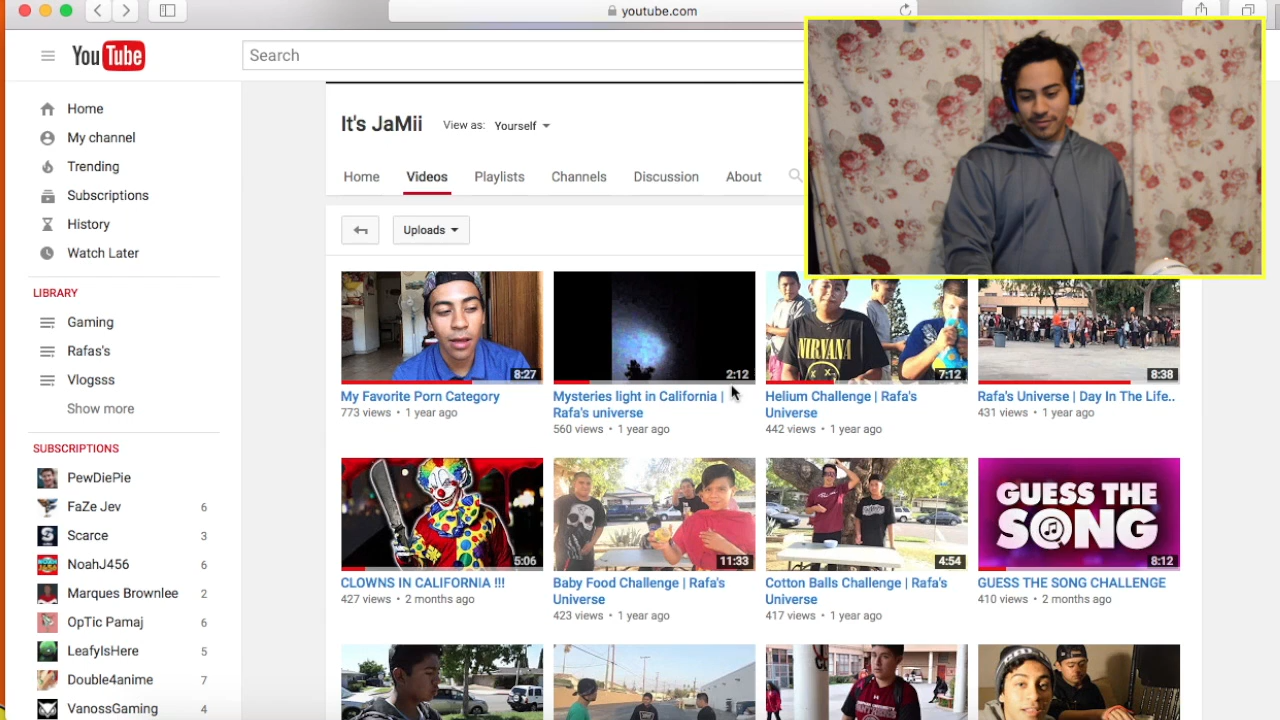 youtube.com
YouTube
Search
Home
My channel
Trending
Subscriptions
History
Watch Later
LIBRARY
Gaming
Rafas's
Vlogsss
Show more
SUBSCRIPTIONS
PewDiePie
FaZe Jev 6
Scarce 3
NoahJ456 6
Marques Brownlee 2
OpTic Pamaj 6
LeafyIsHere 5
Double4anime 7
VanossGaming 4
It's JaMii View as: Yourself
Home Videos Playlists Channels Discussion About
Uploads
8:27
My Favorite Porn Category
773 views • 1 year ago
2:12
Mysteries light in California |
Rafa's universe
560 views • 1 year ago
NIRVANA
7:12
Helium Challenge | Rafa's
Universe
442 views • 1 year ago
8:38
Rafa's Universe | Day In The Life..
431 views • 1 year ago
5:06
CLOWNS IN CALIFORNIA !!!
427 views • 2 months ago
11:33
Baby Food Challenge | Rafa's
Universe
423 views • 1 year ago
4:54
Cotton Balls Challenge | Rafa's
Universe
417 views • 1 year ago
GUESS THE
SONG
8:12
GUESS THE SONG CHALLENGE
410 views • 2 months ago